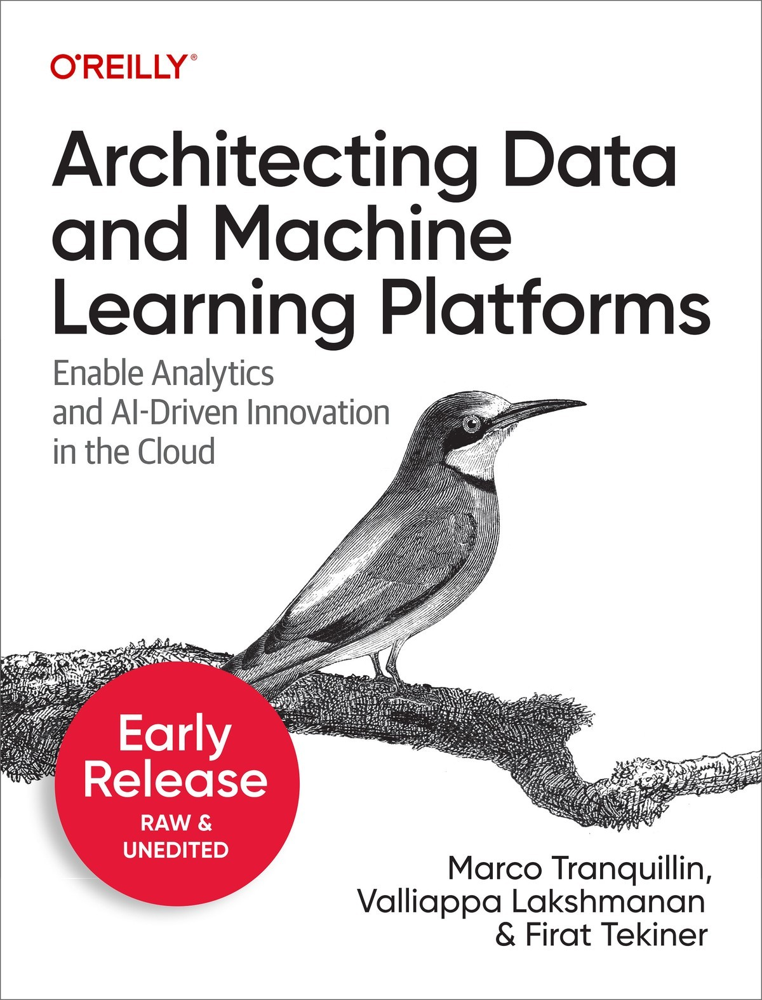 O'REILLY®
Architecting Data
and Machine
Learning Platforms
Enable Analytics
and AI-Driven Innovation
in the Cloud
Early
Release
RAW &
UNEDITED
Marco Tranquillin,
Valliappa Lakshmanan
& Firat Tekiner